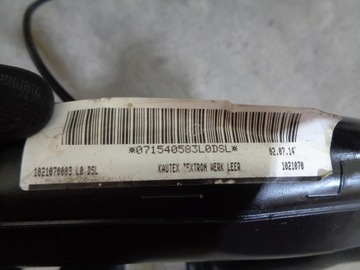 *071540583L0DSL*
02.07.14
1021070003 L0 DSL KAUTEX TEXTRON WERK LEER 1021070